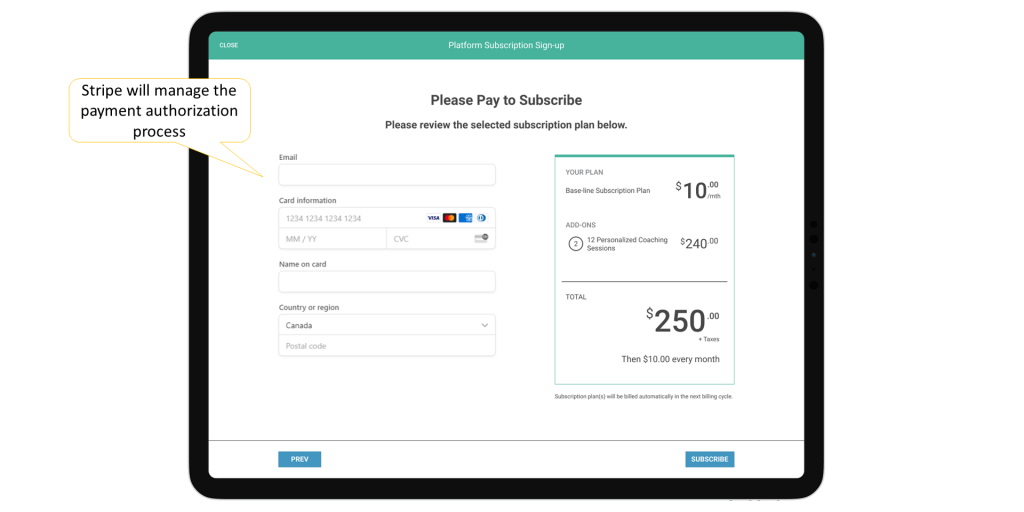 CLOSE
Platform Subscription Sign-up
Stripe will manage the
payment authorization
process
Please Pay to Subscribe
Please review the selected subscription plan below.
Email
Card information
1234 1234 1234 1234
VISA
MM / YY
CVC
Name on card
Country or region
Canada
Postal code
YOUR PLAN
Base-line Subscription Plan
$10.00
/mth
ADD-ONS
2
12 Personalized Coaching
Sessions
$240.00
TOTAL
$250.00
+ Taxes
Then $10.00 every month
Subscription plan(s) will be billed automatically in the next billing cycle.
PREV
SUBSCRIBE